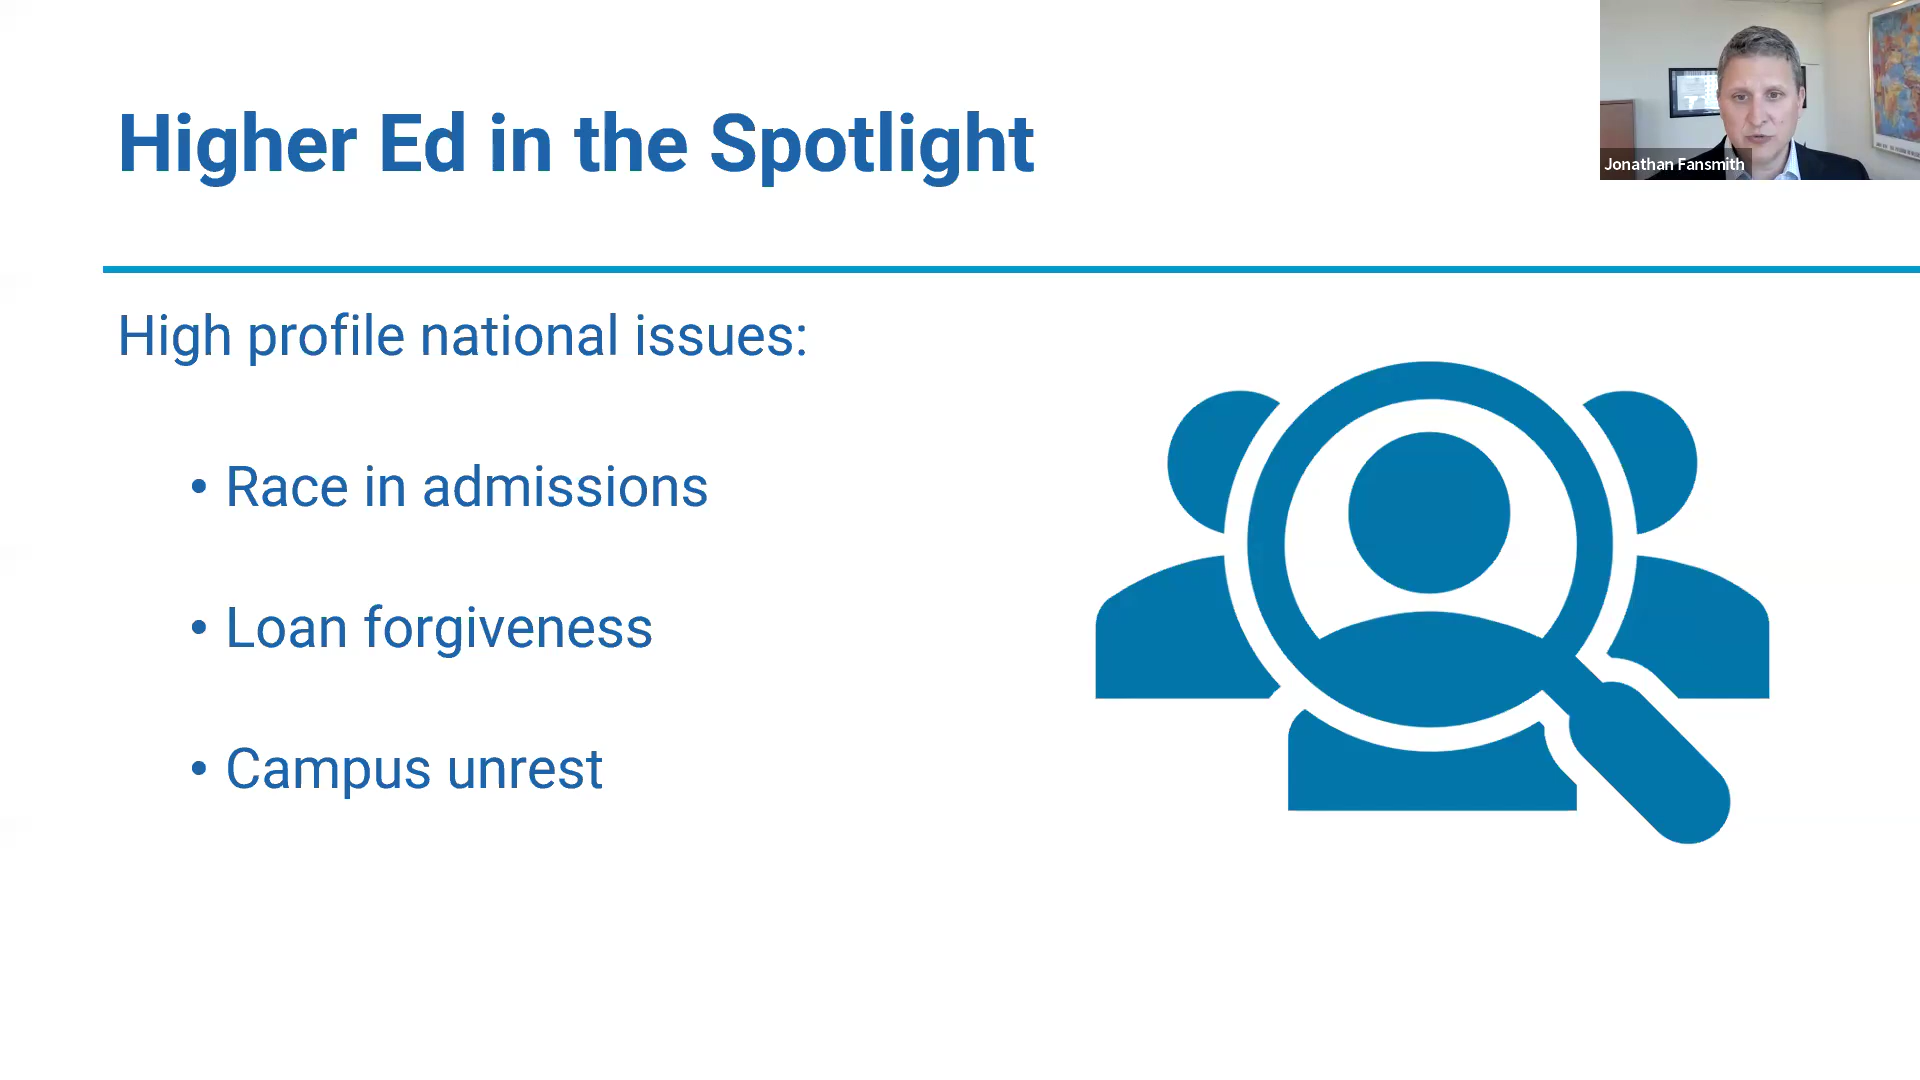 Higher Ed in the Spotlight
Jonathan Fansmith
High profile national issues:
• Race in admissions
• Loan forgiveness
• Campus unrest